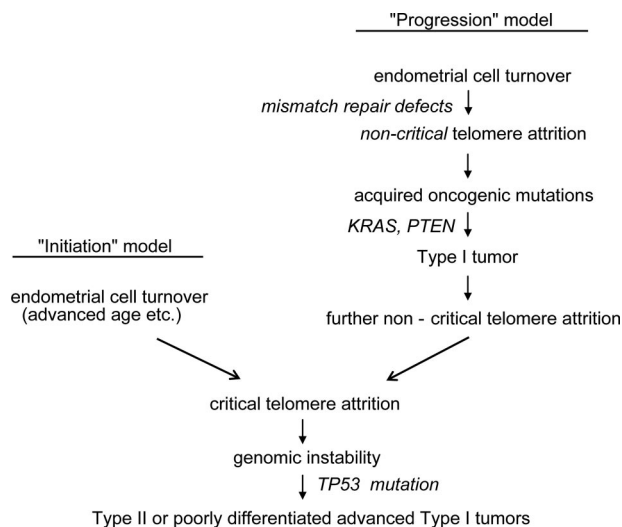 "Progression" model
endometrial cell turnover
mismatch repair defects
non-critical telomere attrition
acquired oncogenic mutations
KRAS, PTEN
Type I tumor
further non - critical telomere attrition
"Initiation" model
endometrial cell turnover
(advanced age etc.)
critical telomere attrition
genomic instability
TP53 mutation
Type II or poorly differentiated advanced Type I tumors